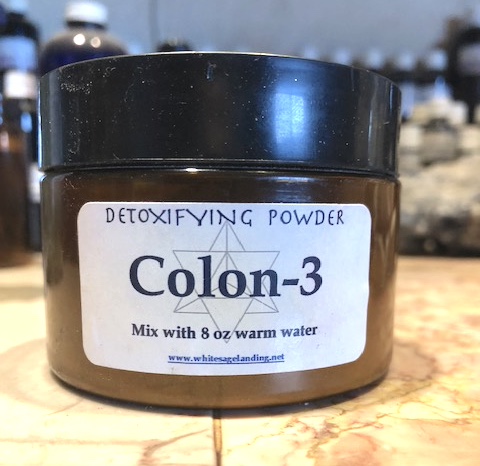 DETOXIFYING POWDER
Colon-3
Mix with 8 oz warm water
www.whitesagelanding.net